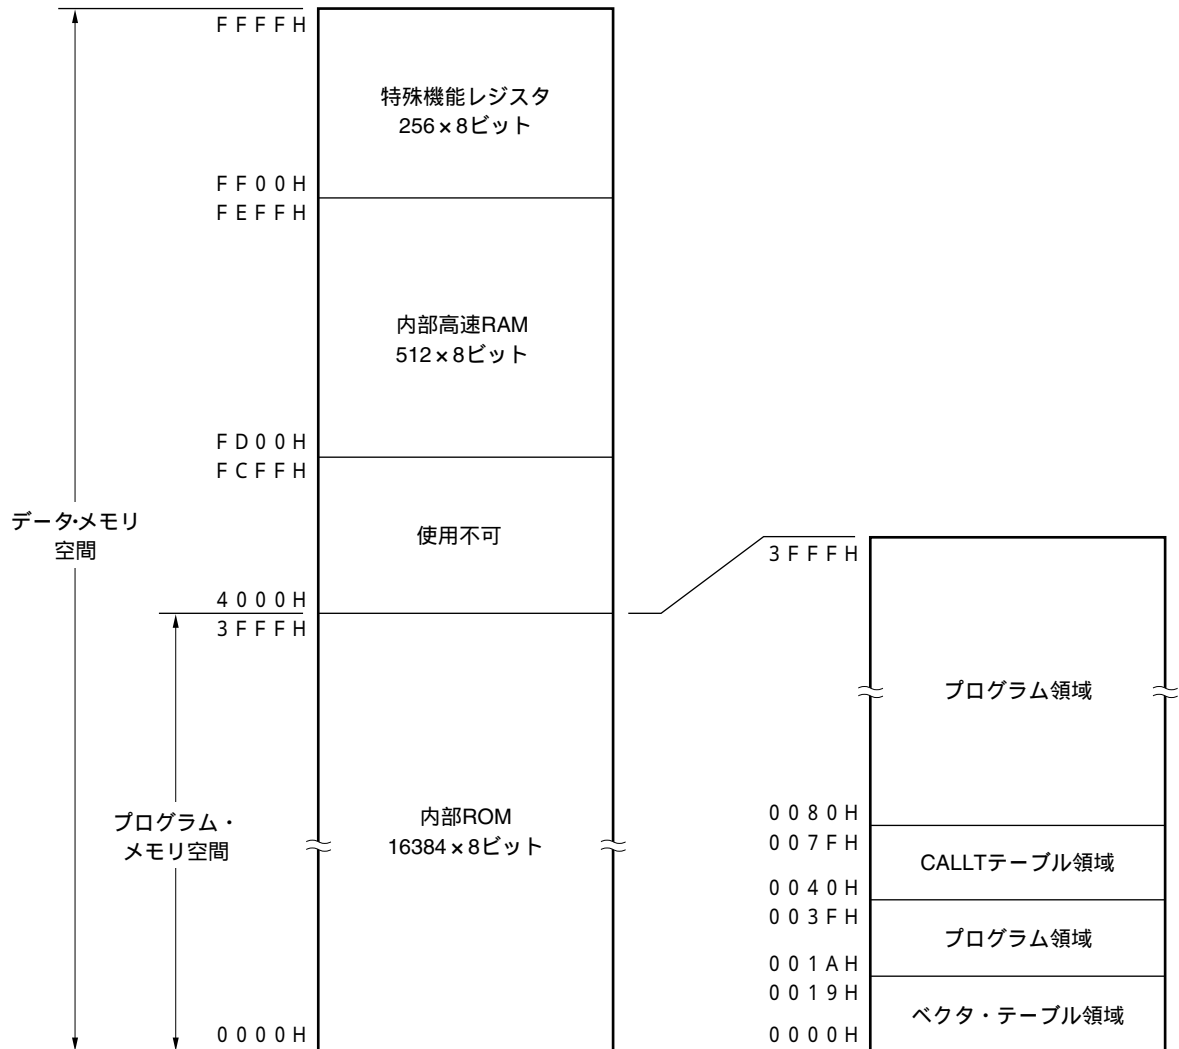 FFFFH
特殊機能レジスタ
256×8ビット
FF00H
FEFFH
内部高速RAM
512×8ビット
FD00H
FCFFH
データ・メモリ
空間
使用不可
4000H
3FFFH
プログラム・
メモリ空間
内部ROM
16384×8ビット
0000H
3FFFH
プログラム領域
0080H
007FH
CALLTテーブル領域
0040H
003FH
プログラム領域
001AH
0019H
ベクタ・テーブル領域
0000H